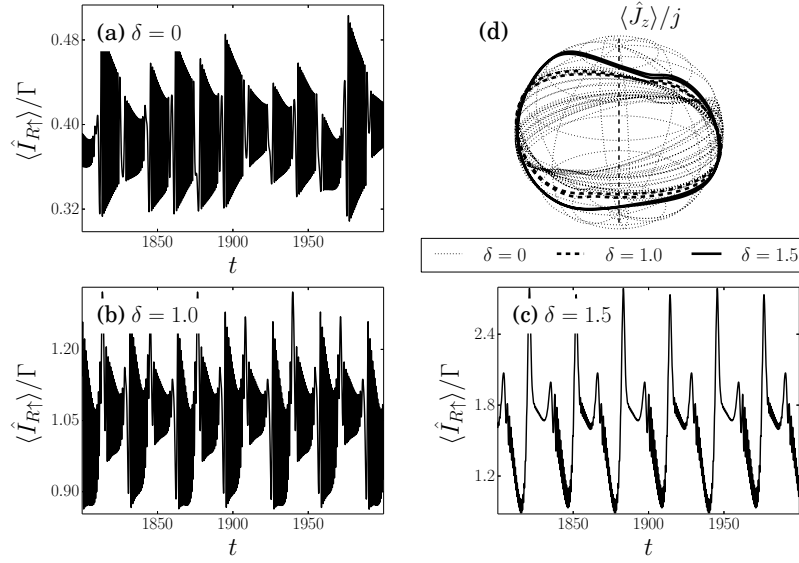 (a) δ = 0
⟨Î_{R↑}⟩/Γ
0.48
0.40
0.32
1850 1900 1950
t
(d)
⟨Ĵ_z⟩/j
δ = 0 δ = 1.0 δ = 1.5
(b) δ = 1.0
⟨Î_{R↑}⟩/Γ
1.20
1.05
0.90
1850 1900 1950
t
(c) δ = 1.5
⟨Î_{R↑}⟩/Γ
2.4
1.8
1.2
1850 1900 1950
t